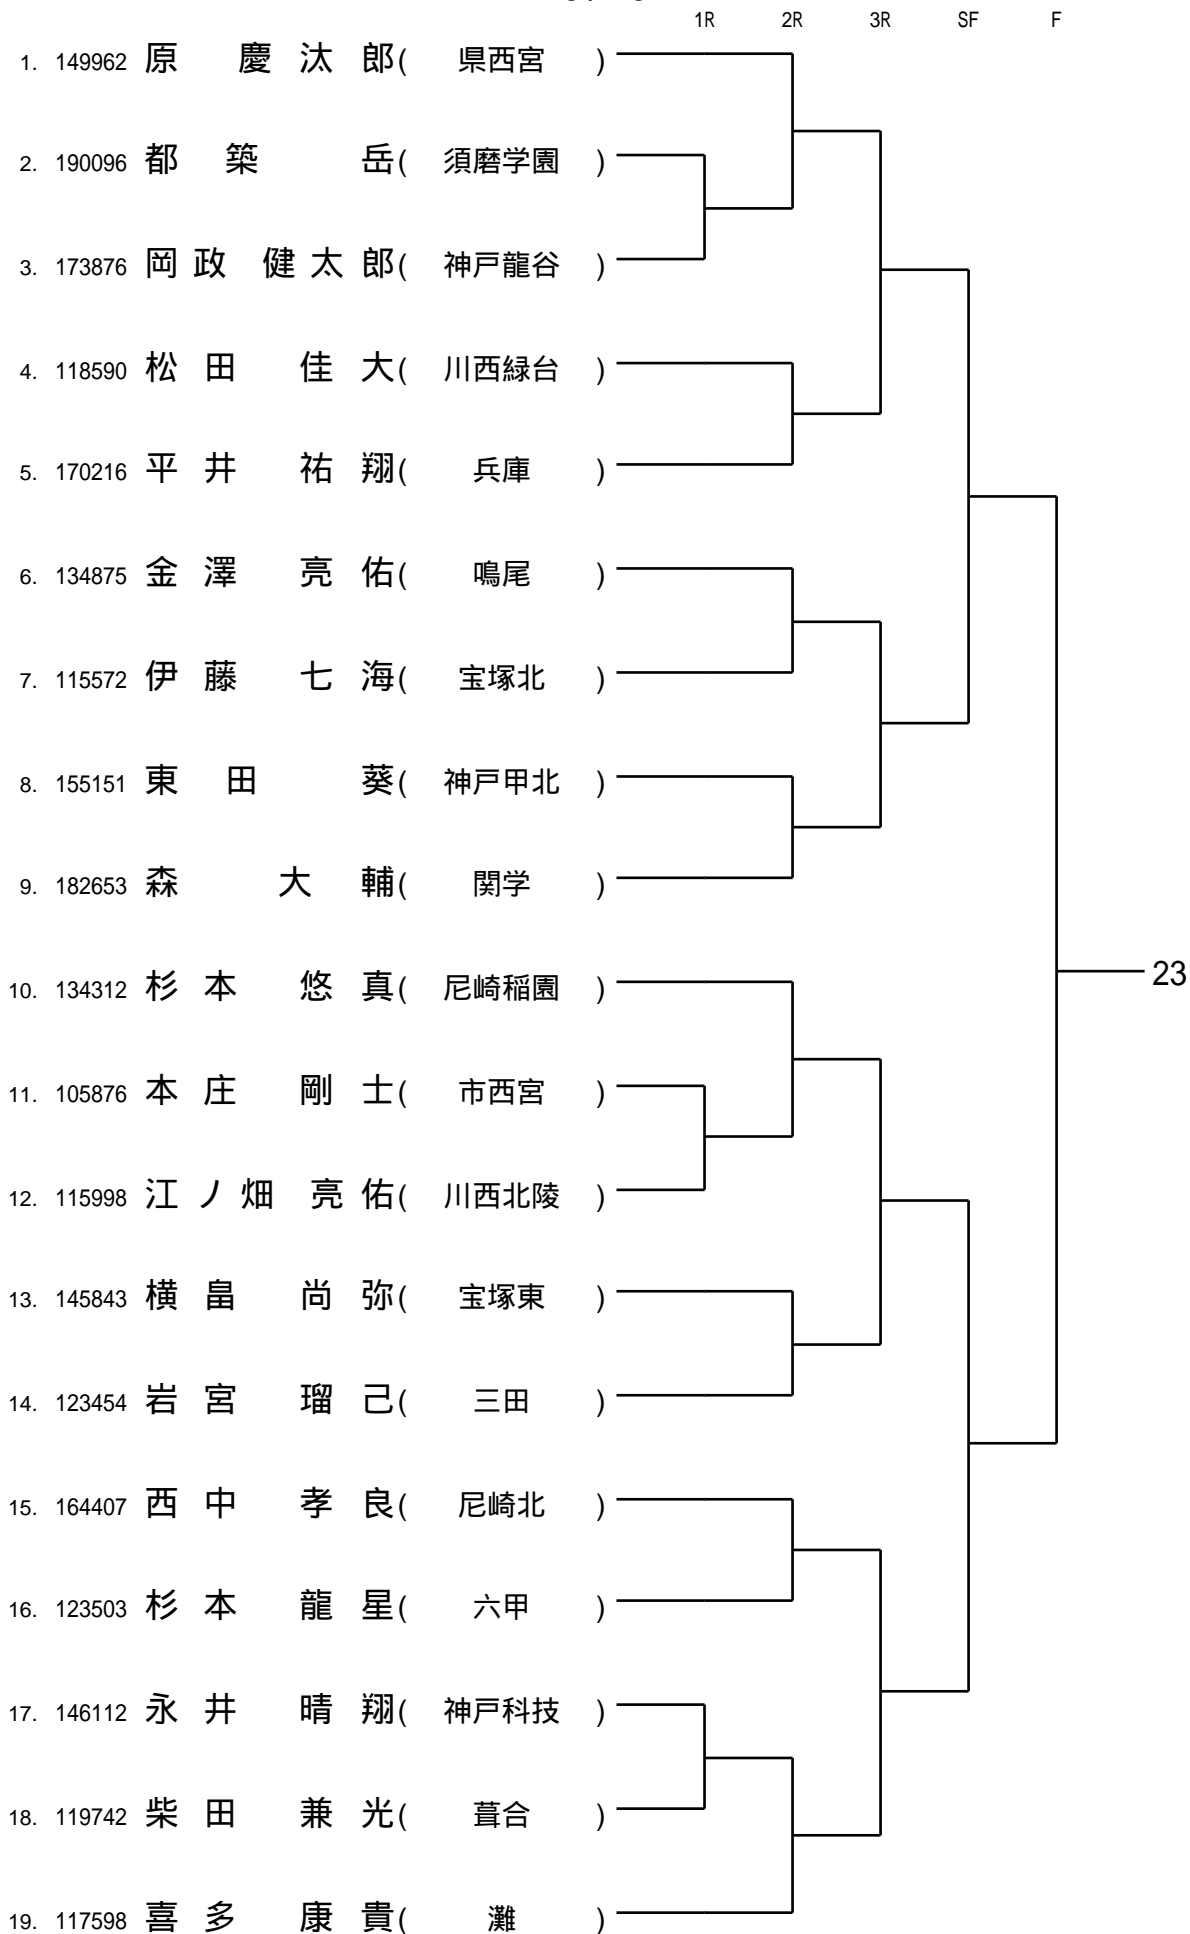 1R 2R 3R SF F
1. 149962 原 慶 汰 郎( 県西宮 )
2. 190096 都 築 岳( 須磨学園 )
3. 173876 岡 政 健 太 郎( 神戸龍谷 )
4. 118590 松 田 佳 大( 川西緑台 )
5. 170216 平 井 祐 翔( 兵庫 )
6. 134875 金 澤 亮 佑( 鳴尾 )
7. 115572 伊 藤 七 海( 宝塚北 )
8. 155151 東 田 葵( 神戸甲北 )
9. 182653 森 大 輔( 関学 )
23
10. 134312 杉 本 悠 真( 尼崎稲園 )
11. 105876 本 庄 剛 士( 市西宮 )
12. 115998 江 ノ 畑 亮 佑( 川西北陵 )
13. 145843 横 畠 尚 弥( 宝塚東 )
14. 123454 岩 宮 瑠 己( 三田 )
15. 164407 西 中 孝 良( 尼崎北 )
16. 123503 杉 本 龍 星( 六甲 )
17. 146112 永 井 晴 翔( 神戸科技 )
18. 119742 柴 田 兼 光( 葺合 )
19. 117598 喜 多 康 貴( 灘 )